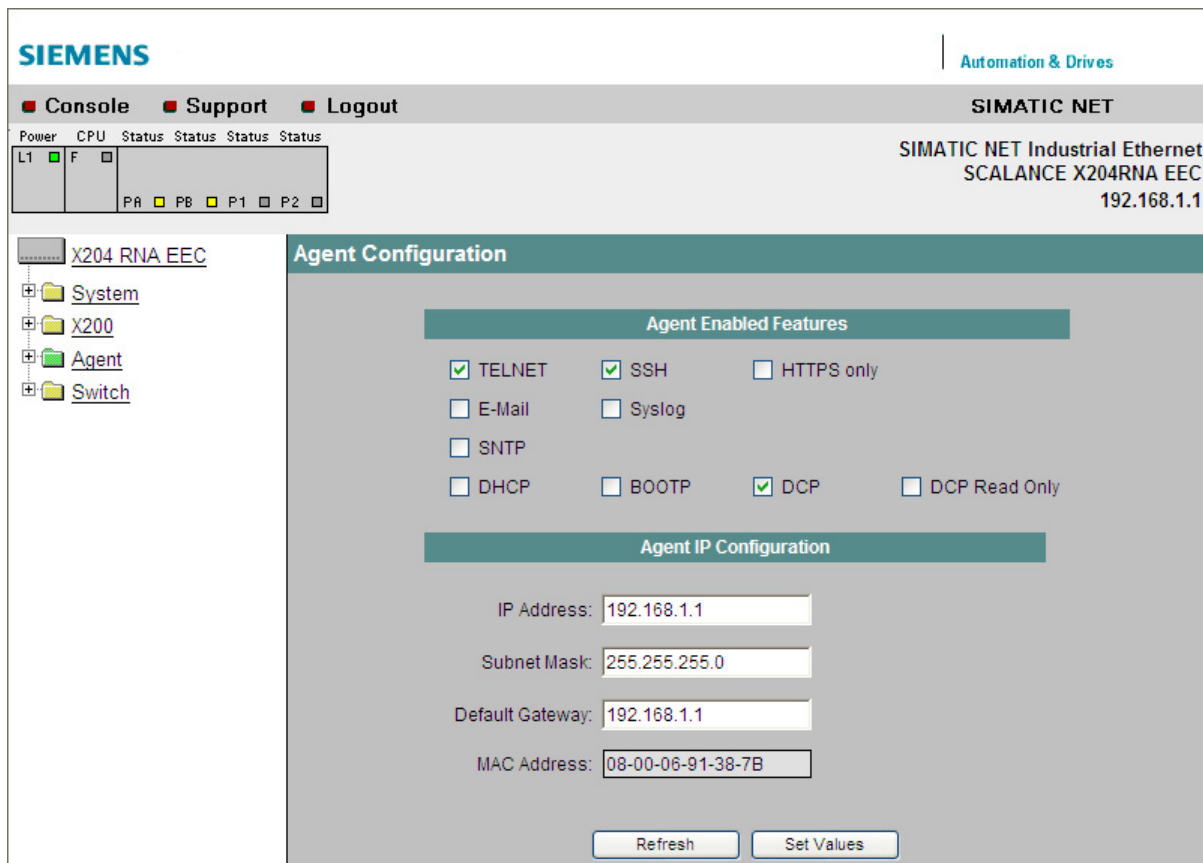 SIEMENS
Automation & Drives
Console Support Logout SIMATIC NET
Power CPU Status Status Status Status
L1 F
PA PB P1 P2
SIMATIC NET Industrial Ethernet
SCALANCE X204RNA EEC
192.168.1.1
X204 RNA EEC
System
X200
Agent
Switch
Agent Configuration
Agent Enabled Features
TELNET SSH HTTPS only
E-Mail Syslog
SNTP
DHCP BOOTP DCP DCP Read Only
Agent IP Configuration
IP Address: 192.168.1.1
Subnet Mask: 255.255.255.0
Default Gateway: 192.168.1.1
MAC Address: 08-00-06-91-38-7B
Refresh Set Values